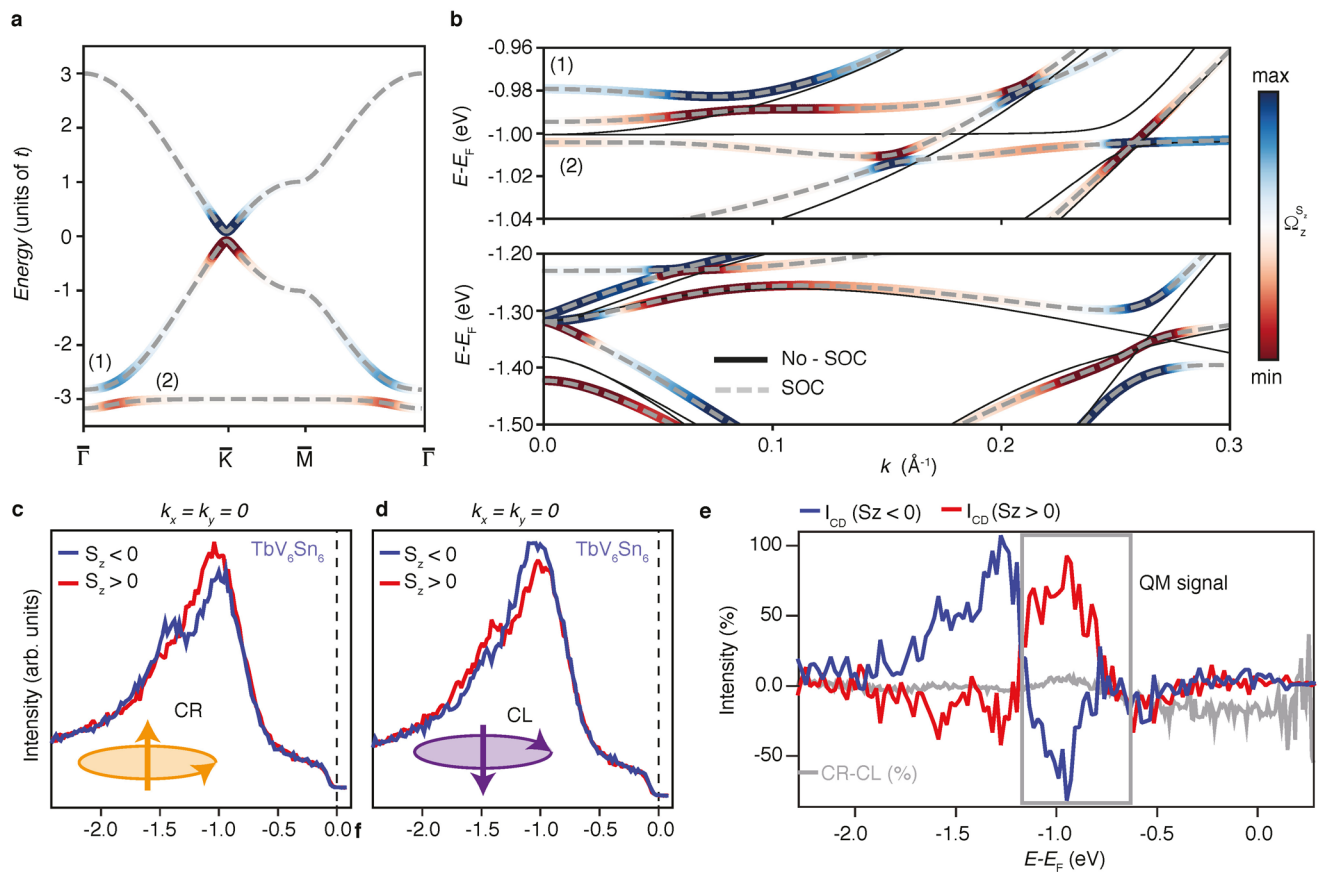 a
Energy (units of t)
3
2
1
0
-1
-2
-3
(1)
(2)
Γ̅
K̅
M̅
Γ̅
b
E-E_F (eV)
-0.96
-0.98
-1.00
-1.02
-1.04
(1)
(2)
E-E_F (eV)
-1.20
-1.30
-1.40
-1.50
No - SOC
SOC
0.0
0.1
0.2
0.3
k (Å⁻¹)
max
Ω_z^{S_z}
min
c
k_x = k_y = 0
S_z < 0
S_z > 0
TbV₆Sn₆
Intensity (arb. units)
CR
-2.0
-1.5
-1.0
-0.5
0.0
f
d
k_x = k_y = 0
S_z < 0
S_z > 0
TbV₆Sn₆
CL
-2.0
-1.5
-1.0
-0.5
0.0
e
I_CD (Sz < 0)
I_CD (Sz > 0)
Intensity (%)
100
50
0.0
-50
QM signal
CR-CL (%)
-2.0
-1.5
-1.0
-0.5
0.0
E-E_F (eV)